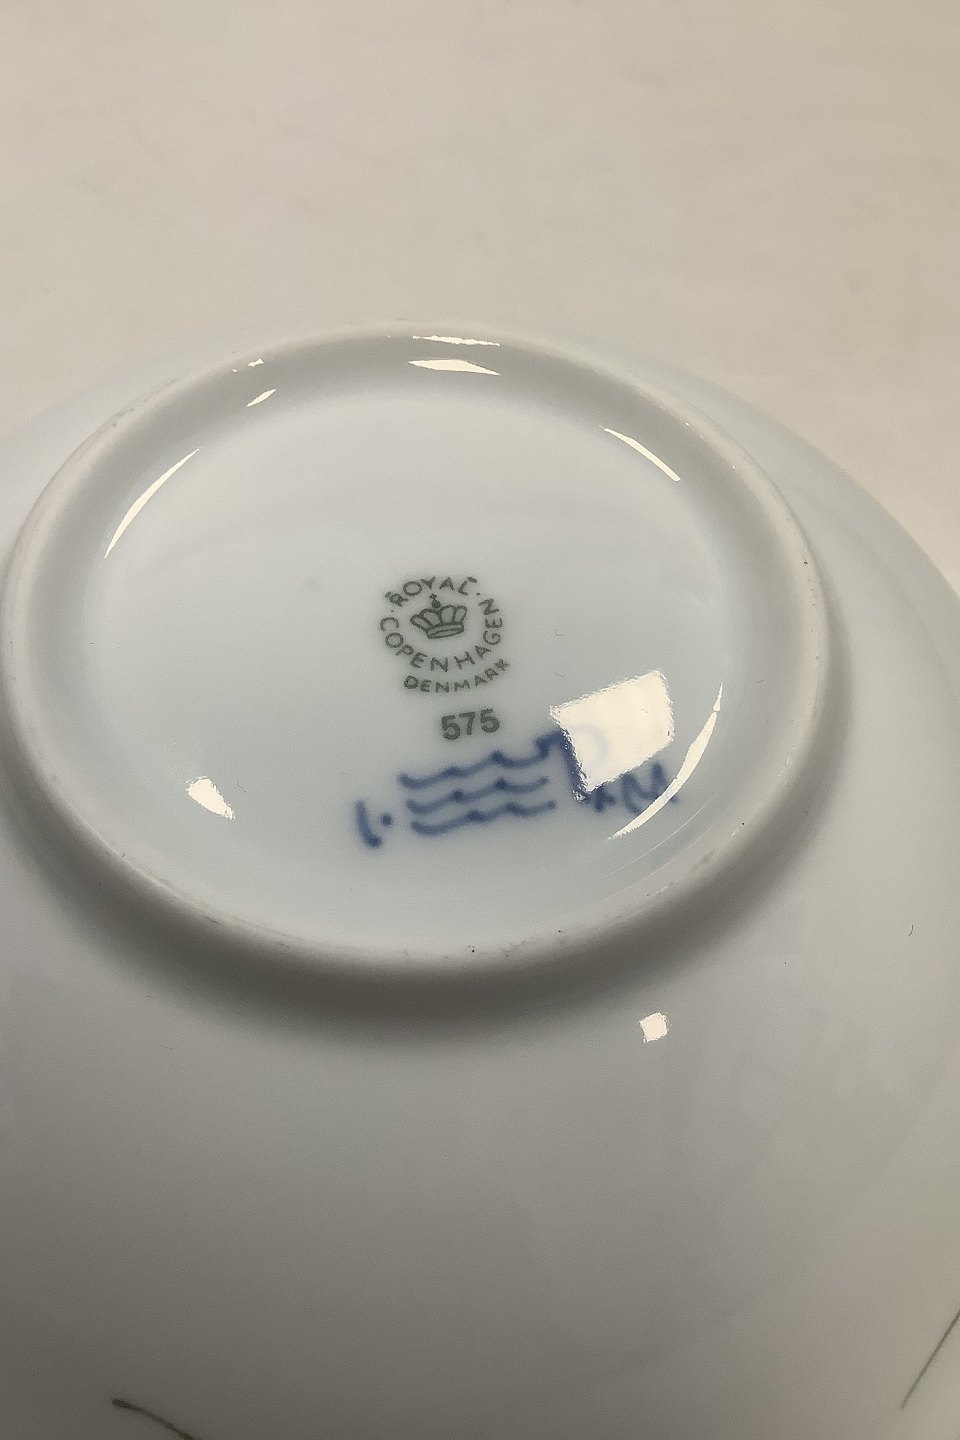 ROYAL
COPENHAGEN
DENMARK
575